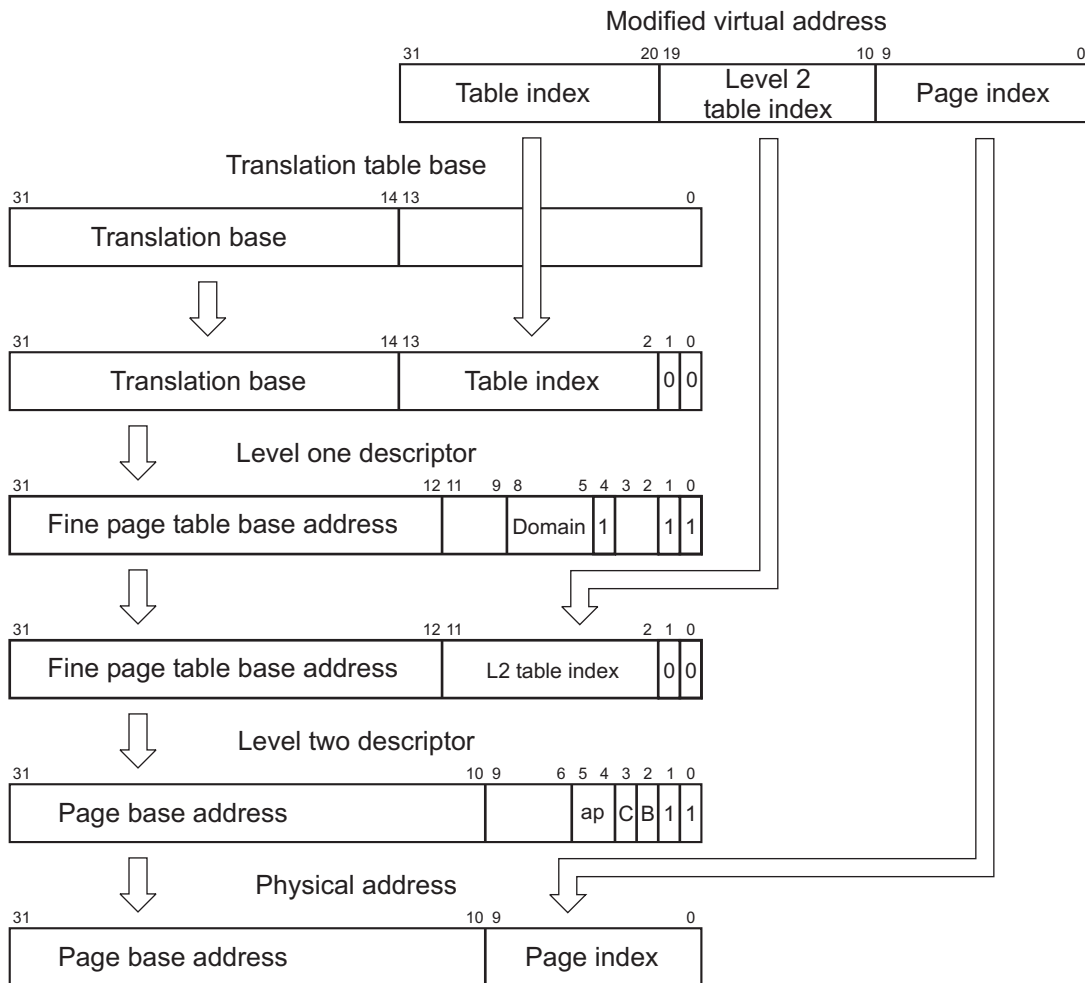 Modified virtual address
31 20 19 10 9 0
Table index
Level 2
table index
Page index
Translation table base
31 14 13 0
Translation base
31 14 13 2 1 0
Translation base Table index 0 0
Level one descriptor
31 12 11 9 8 5 4 3 2 1 0
Fine page table base address Domain 1 1 1
31 12 11 2 1 0
Fine page table base address L2 table index 0 0
Level two descriptor
31 10 9 6 5 4 3 2 1 0
Page base address ap C B 1 1
Physical address
31 10 9 0
Page base address Page index